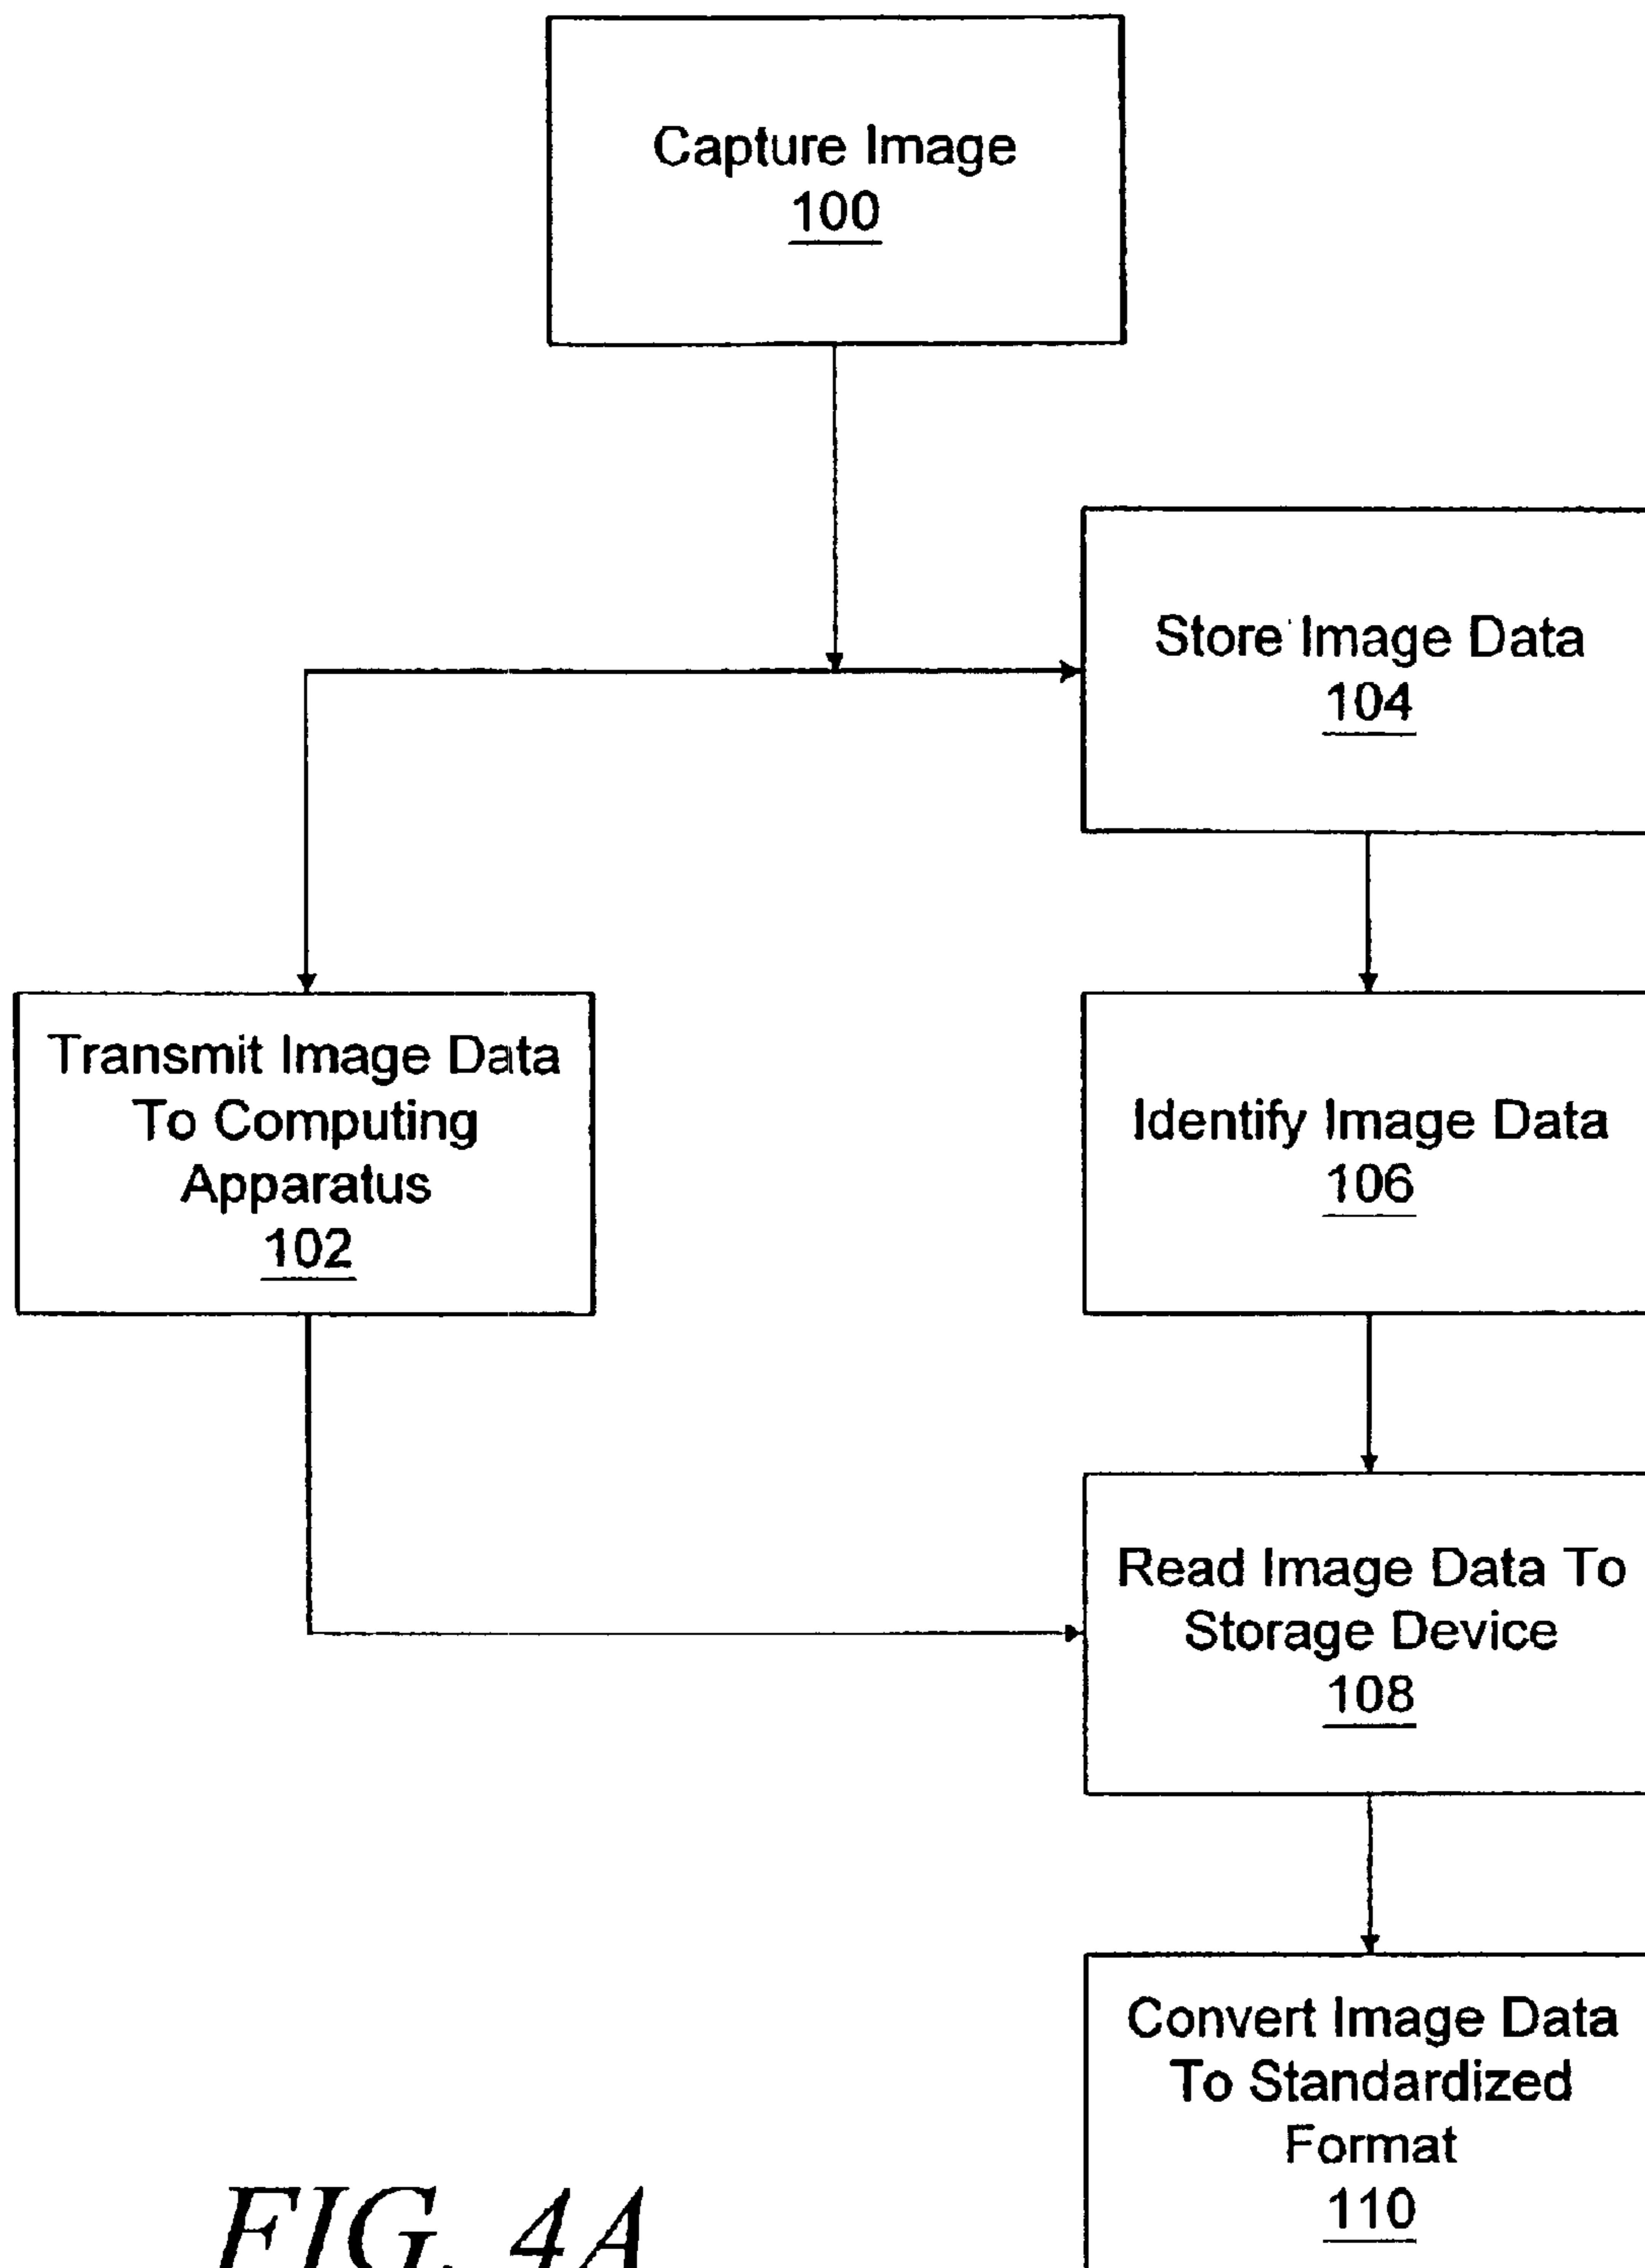 Capture Image
100
Store Image Data
104
Transmit Image Data
To Computing
Apparatus
102
Identify Image Data
106
Read Image Data To
Storage Device
108
Convert Image Data
To Standardized
Format
110
FIG. 4A